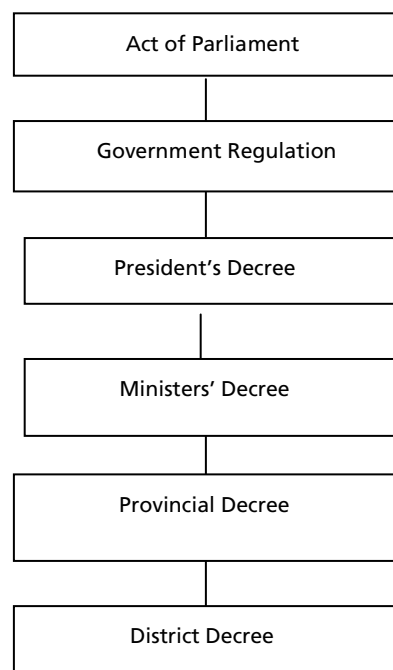 Act of Parliament
Government Regulation
President’s Decree
Ministers’ Decree
Provincial Decree
District Decree